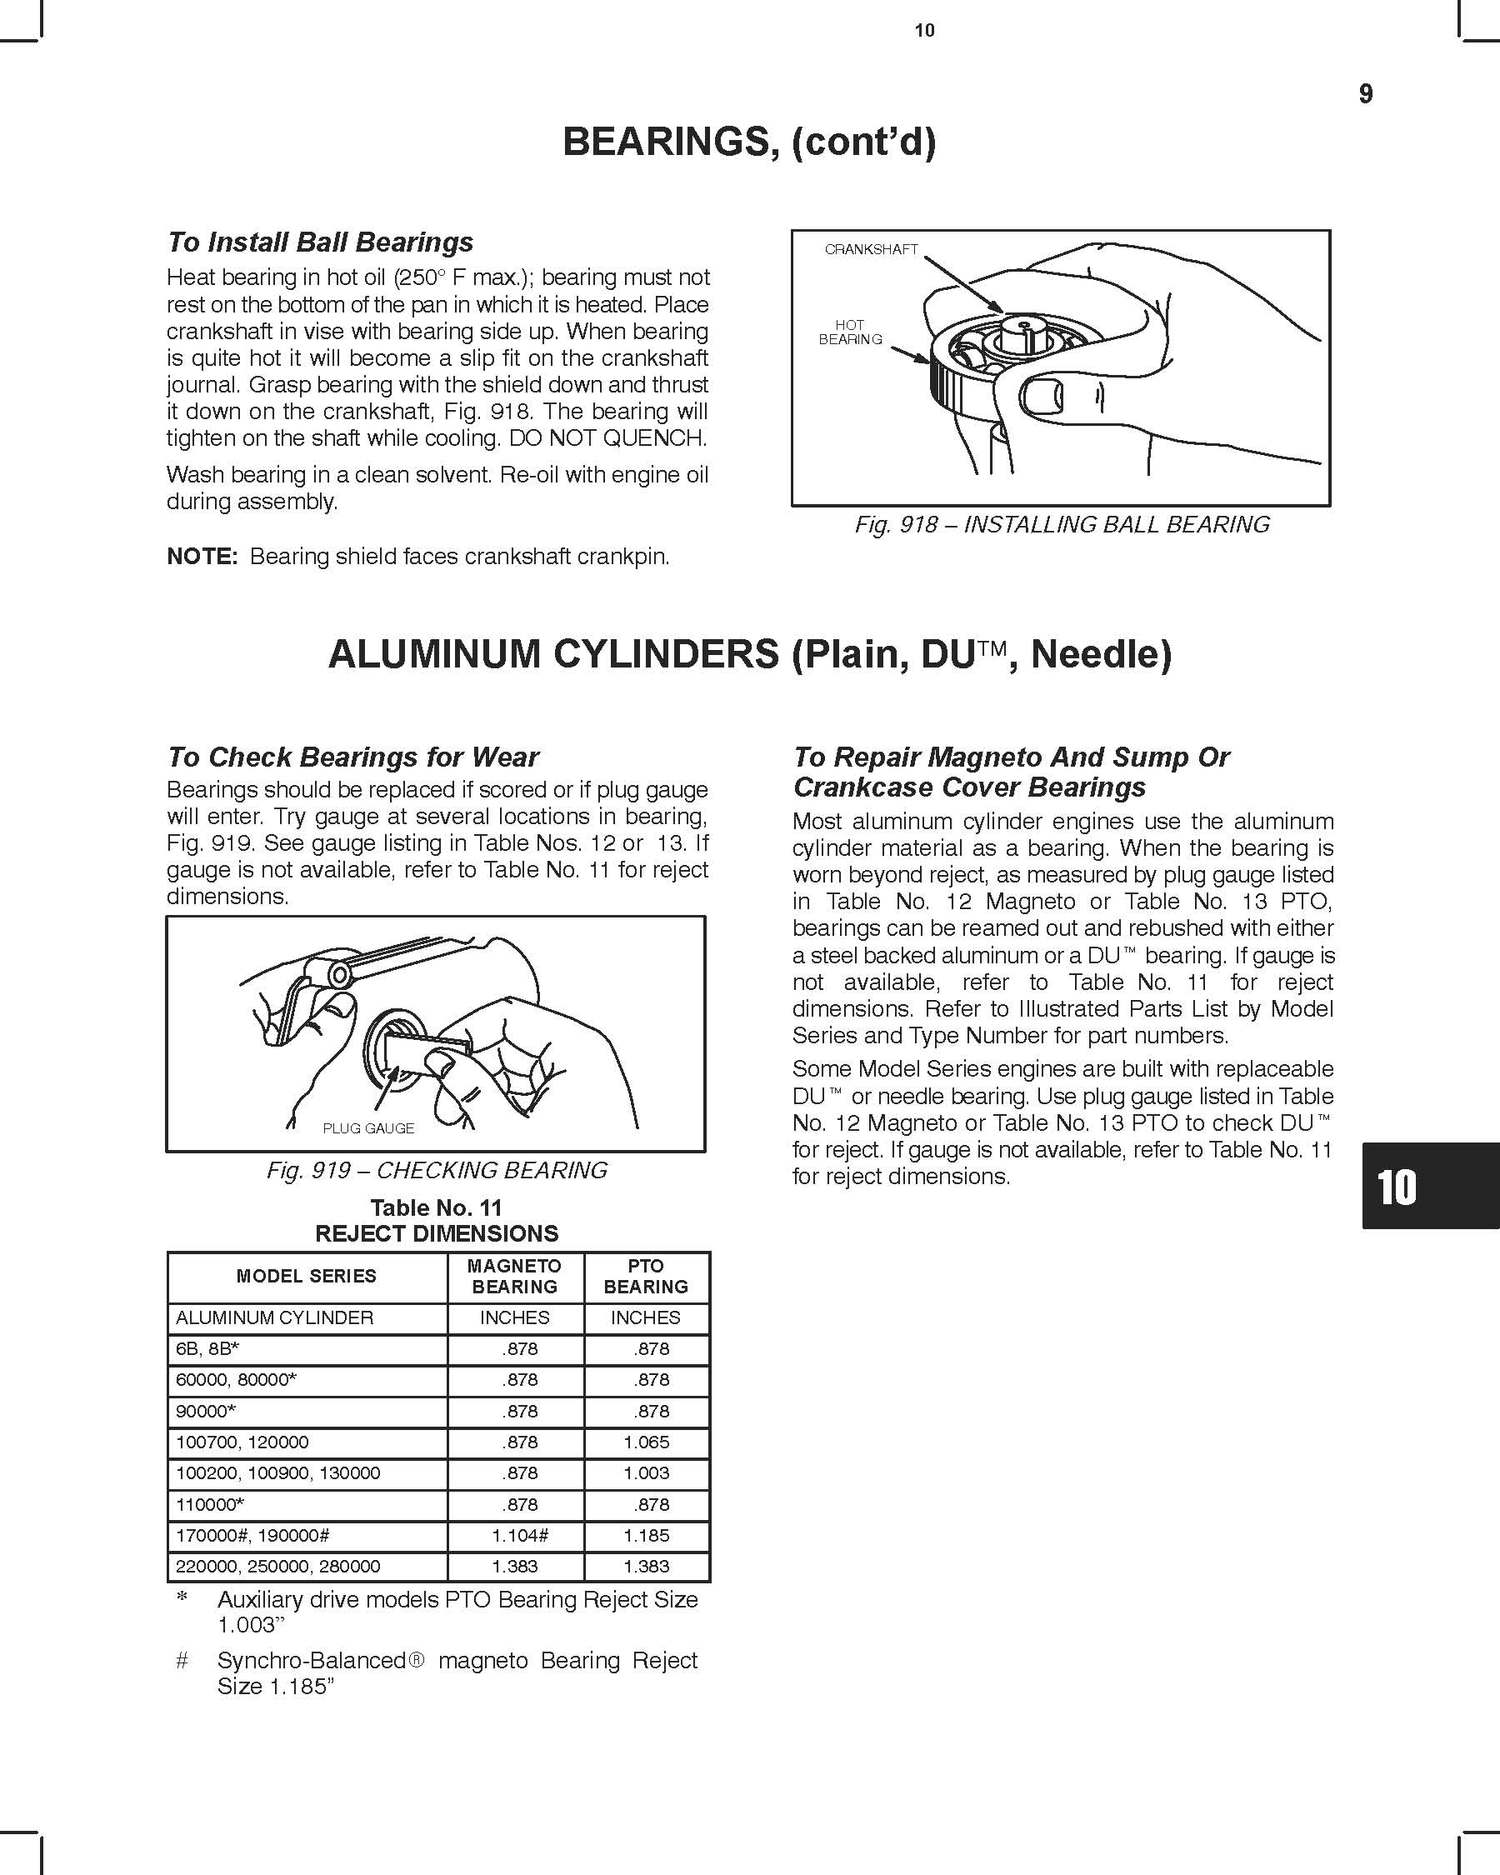 10
9
BEARINGS, (cont’d)
To Install Ball Bearings
Heat bearing in hot oil (250° F max.); bearing must not
rest on the bottom of the pan in which it is heated. Place
crankshaft in vise with bearing side up. When bearing
is quite hot it will become a slip fit on the crankshaft
journal. Grasp bearing with the shield down and thrust
it down on the crankshaft, Fig. 918. The bearing will
tighten on the shaft while cooling. DO NOT QUENCH.
Wash bearing in a clean solvent. Re-oil with engine oil
during assembly.
NOTE: Bearing shield faces crankshaft crankpin.
CRANKSHAFT
HOT
BEARING
Fig. 918 – INSTALLING BALL BEARING
ALUMINUM CYLINDERS (Plain, DU™, Needle)
To Check Bearings for Wear
Bearings should be replaced if scored or if plug gauge
will enter. Try gauge at several locations in bearing,
Fig. 919. See gauge listing in Table Nos. 12 or 13. If
gauge is not available, refer to Table No. 11 for reject
dimensions.
PLUG GAUGE
Fig. 919 – CHECKING BEARING
Table No. 11
REJECT DIMENSIONS
MODEL SERIES MAGNETO BEARING PTO BEARING
ALUMINUM CYLINDER INCHES INCHES
6B, 8B* .878 .878
60000, 80000* .878 .878
90000* .878 .878
100700, 120000 .878 1.065
100200, 100900, 130000 .878 1.003
110000* .878 .878
170000#, 190000# 1.104# 1.185
220000, 250000, 280000 1.383 1.383
* Auxiliary drive models PTO Bearing Reject Size
1.003”
# Synchro-Balanced® magneto Bearing Reject
Size 1.185”
To Repair Magneto And Sump Or
Crankcase Cover Bearings
Most aluminum cylinder engines use the aluminum
cylinder material as a bearing. When the bearing is
worn beyond reject, as measured by plug gauge listed
in Table No. 12 Magneto or Table No. 13 PTO,
bearings can be reamed out and rebushed with either
a steel backed aluminum or a DU™ bearing. If gauge is
not available, refer to Table No. 11 for reject
dimensions. Refer to Illustrated Parts List by Model
Series and Type Number for part numbers.
Some Model Series engines are built with replaceable
DU™ or needle bearing. Use plug gauge listed in Table
No. 12 Magneto or Table No. 13 PTO to check DU™
for reject. If gauge is not available, refer to Table No. 11
for reject dimensions.
10